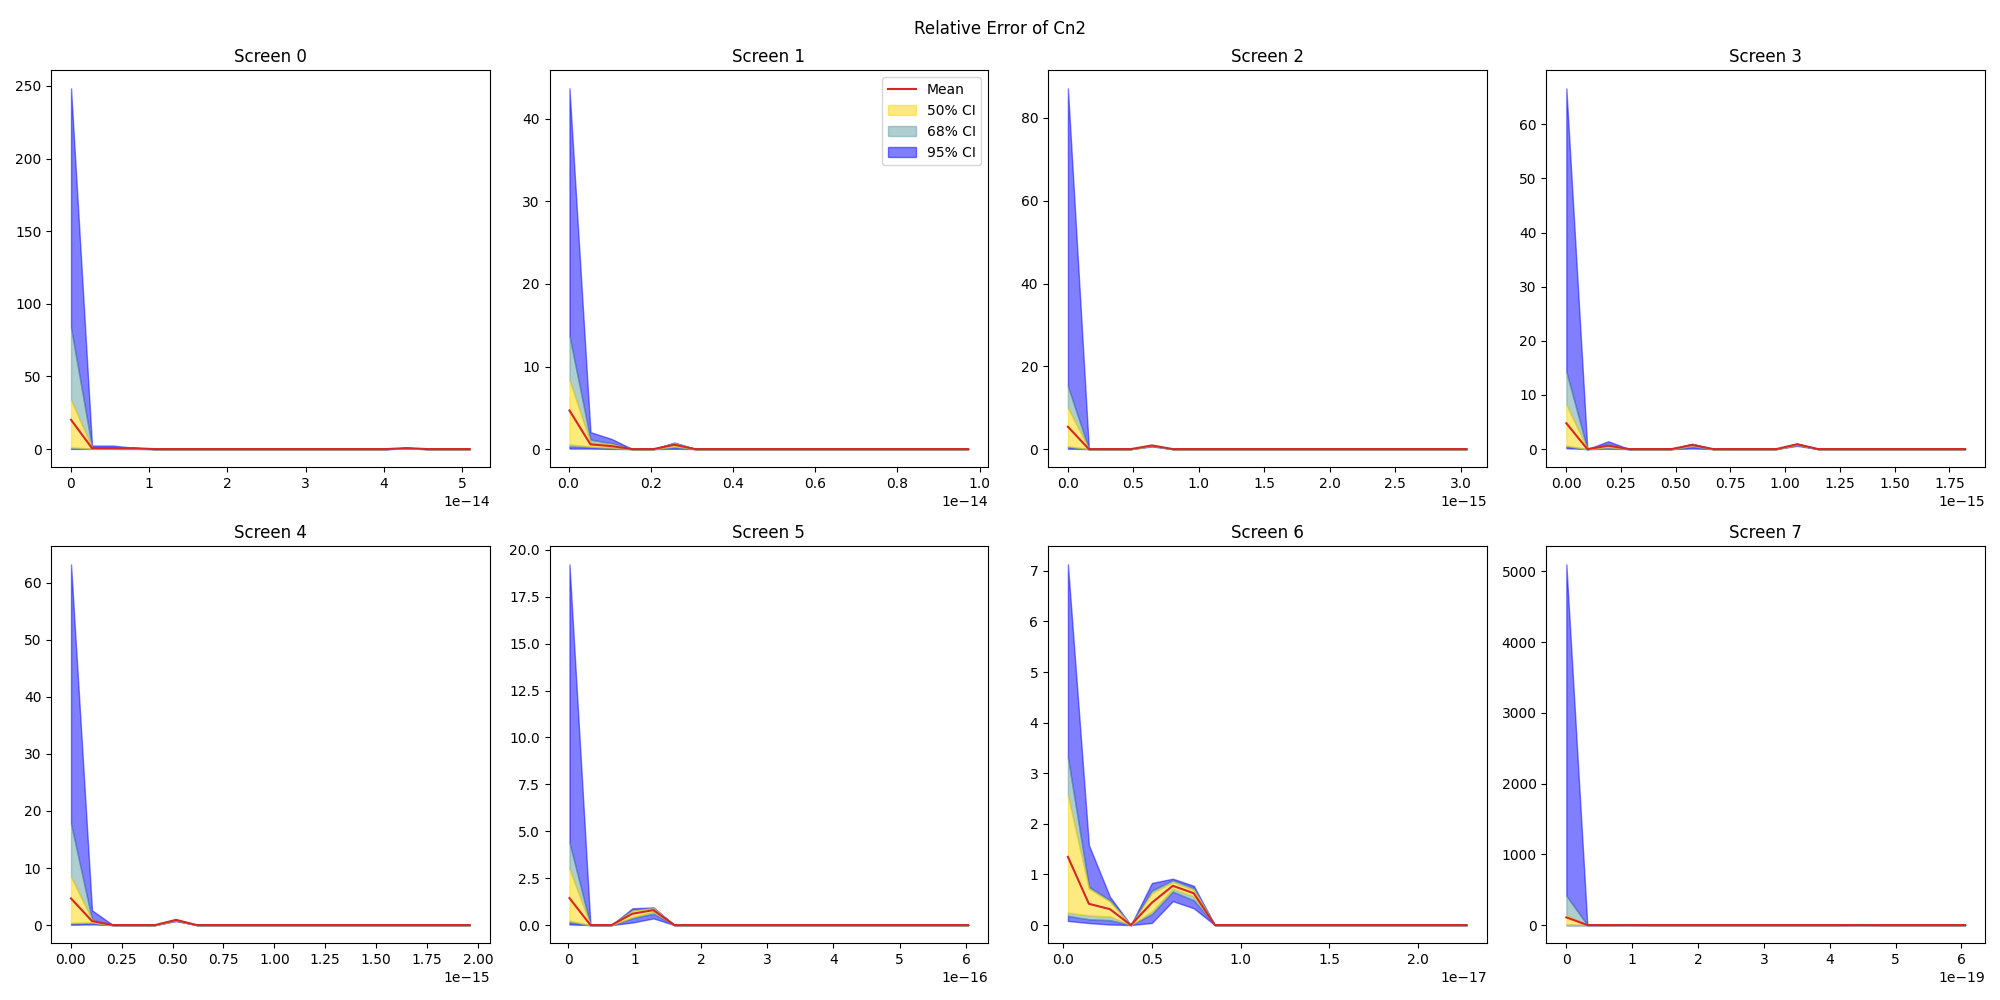 Relative Error of Cn2
Screen 0
250
200
150
100
50
0
0 1 2 3 4 5
1e−14
Screen 1
Mean
50% CI
68% CI
95% CI
40
30
20
10
0
0.0 0.2 0.4 0.6 0.8 1.0
1e−14
Screen 2
80
60
40
20
0
0.0 0.5 1.0 1.5 2.0 2.5 3.0
1e−15
Screen 3
60
50
40
30
20
10
0
0.00 0.25 0.50 0.75 1.00 1.25 1.50 1.75
1e−15
Screen 4
60
50
40
30
20
10
0
0.00 0.25 0.50 0.75 1.00 1.25 1.50 1.75 2.00
1e−15
Screen 5
20.0
17.5
15.0
12.5
10.0
7.5
5.0
2.5
0.0
0 1 2 3 4 5 6
1e−16
Screen 6
7
6
5
4
3
2
1
0
0.0 0.5 1.0 1.5 2.0
1e−17
Screen 7
5000
4000
3000
2000
1000
0
0 1 2 3 4 5 6
1e−19